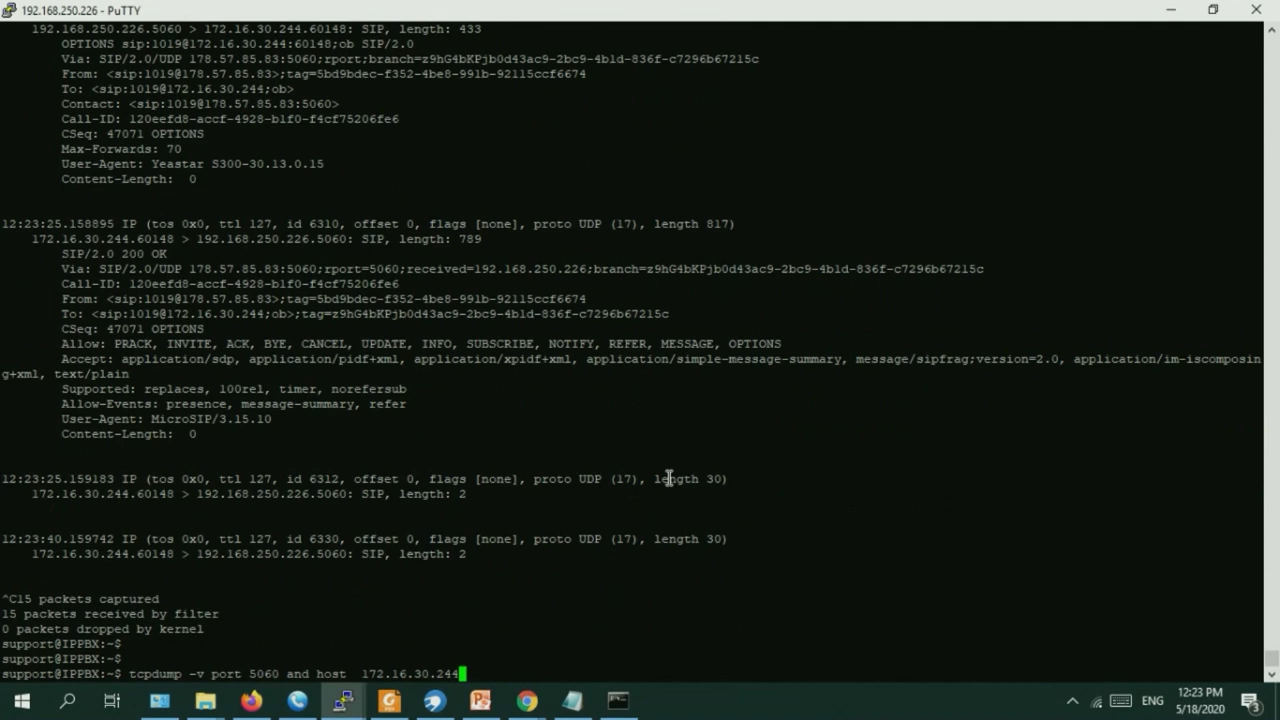 192.168.250.226 - PuTTY
192.168.250.226.5060 > 172.16.30.244.60148: SIP, length: 433
OPTIONS sip:1019@172.16.30.244:60148;ob SIP/2.0
Via: SIP/2.0/UDP 178.57.85.83:5060;rport;branch=z9hG4bKPjb0d43ac9-2bc9-4b1d-836f-c7296b67215c
From: <sip:1019@178.57.85.83>;tag=5bd9bdec-f352-4be8-991b-92115ccf6674
To: <sip:1019@172.16.30.244;ob>
Contact: <sip:1019@178.57.85.83:5060>
Call-ID: 120eefd8-accf-4928-b1f0-f4cf75206fe6
CSeq: 47071 OPTIONS
Max-Forwards: 70
User-Agent: Yeastar S300-30.13.0.15
Content-Length:  0
12:23:25.158895 IP (tos 0x0, ttl 127, id 6310, offset 0, flags [none], proto UDP (17), length 817)
172.16.30.244.60148 > 192.168.250.226.5060: SIP, length: 789
SIP/2.0 200 OK
Via: SIP/2.0/UDP 178.57.85.83:5060;rport=5060;received=192.168.250.226;branch=z9hG4bKPjb0d43ac9-2bc9-4b1d-836f-c7296b67215c
Call-ID: 120eefd8-accf-4928-b1f0-f4cf75206fe6
From: <sip:1019@178.57.85.83>;tag=5bd9bdec-f352-4be8-991b-92115ccf6674
To: <sip:1019@172.16.30.244;ob>;tag=z9hG4bKPjb0d43ac9-2bc9-4b1d-836f-c7296b67215c
CSeq: 47071 OPTIONS
Allow: PRACK, INVITE, ACK, BYE, CANCEL, UPDATE, INFO, SUBSCRIBE, NOTIFY, REFER, MESSAGE, OPTIONS
Accept: application/sdp, application/pidf+xml, application/xpidf+xml, application/simple-message-summary, message/sipfrag;version=2.0, application/im-iscomposin
g+xml, text/plain
Supported: replaces, 100rel, timer, norefersub
Allow-Events: presence, message-summary, refer
User-Agent: MicroSIP/3.15.10
Content-Length:  0
12:23:25.159183 IP (tos 0x0, ttl 127, id 6312, offset 0, flags [none], proto UDP (17), length 30)
172.16.30.244.60148 > 192.168.250.226.5060: SIP, length: 2
12:23:40.159742 IP (tos 0x0, ttl 127, id 6330, offset 0, flags [none], proto UDP (17), length 30)
172.16.30.244.60148 > 192.168.250.226.5060: SIP, length: 2
^C15 packets captured
15 packets received by filter
0 packets dropped by kernel
support@IPPBX:~$
support@IPPBX:~$
support@IPPBX:~$ tcpdump -v port 5060 and host  172.16.30.244
ENG
12:23 PM
5/18/2020
3